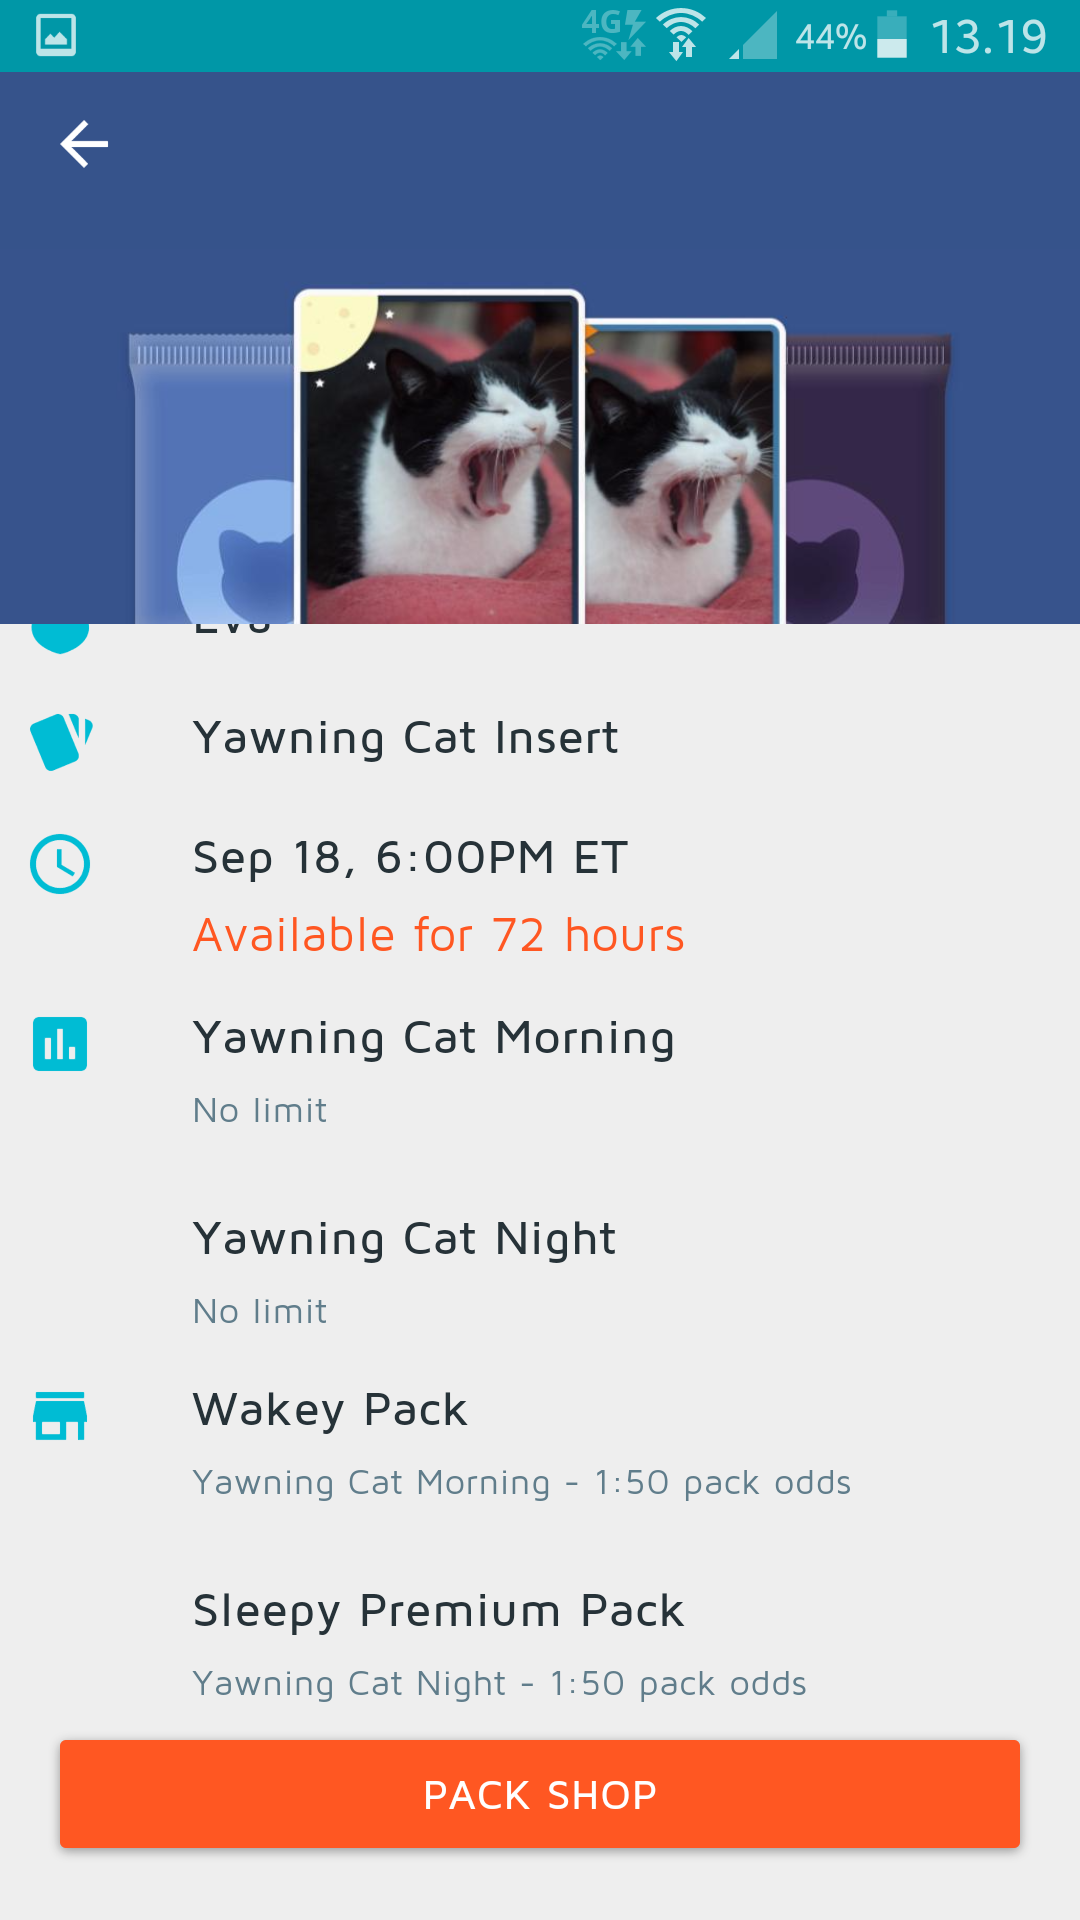 4G 44% 13.19
Yawning Cat Insert
Sep 18, 6:00PM ET
Available for 72 hours
Yawning Cat Morning
No limit
Yawning Cat Night
No limit
Wakey Pack
Yawning Cat Morning - 1:50 pack odds
Sleepy Premium Pack
Yawning Cat Night - 1:50 pack odds
PACK SHOP